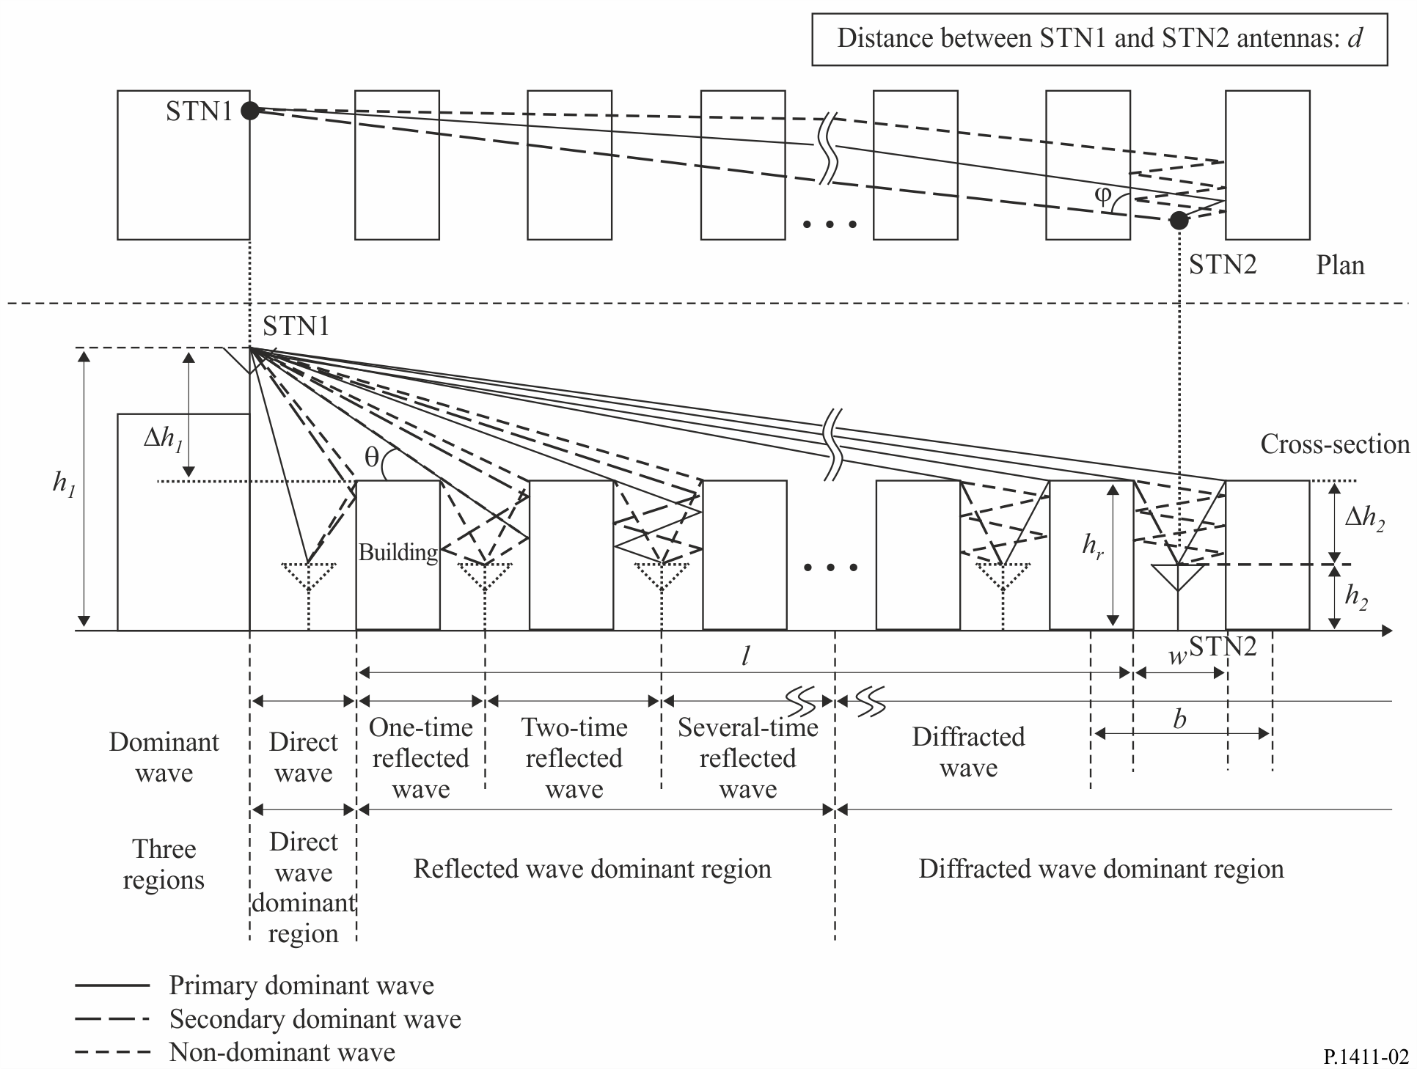 Distance between STN1 and STN2 antennas: d
STN1
φ
STN2
Plan
STN1
Δh1
h1
θ
Cross-section
Building
hr
Δh2
h2
STN2
l
w
b
Dominant
wave
Direct
wave
One-time
reflected
wave
Two-time
reflected
wave
Several-time
reflected
wave
Diffracted
wave
Three
regions
Direct
wave
dominant
region
Reflected wave dominant region
Diffracted wave dominant region
Primary dominant wave
Secondary dominant wave
Non-dominant wave
P.1411-02